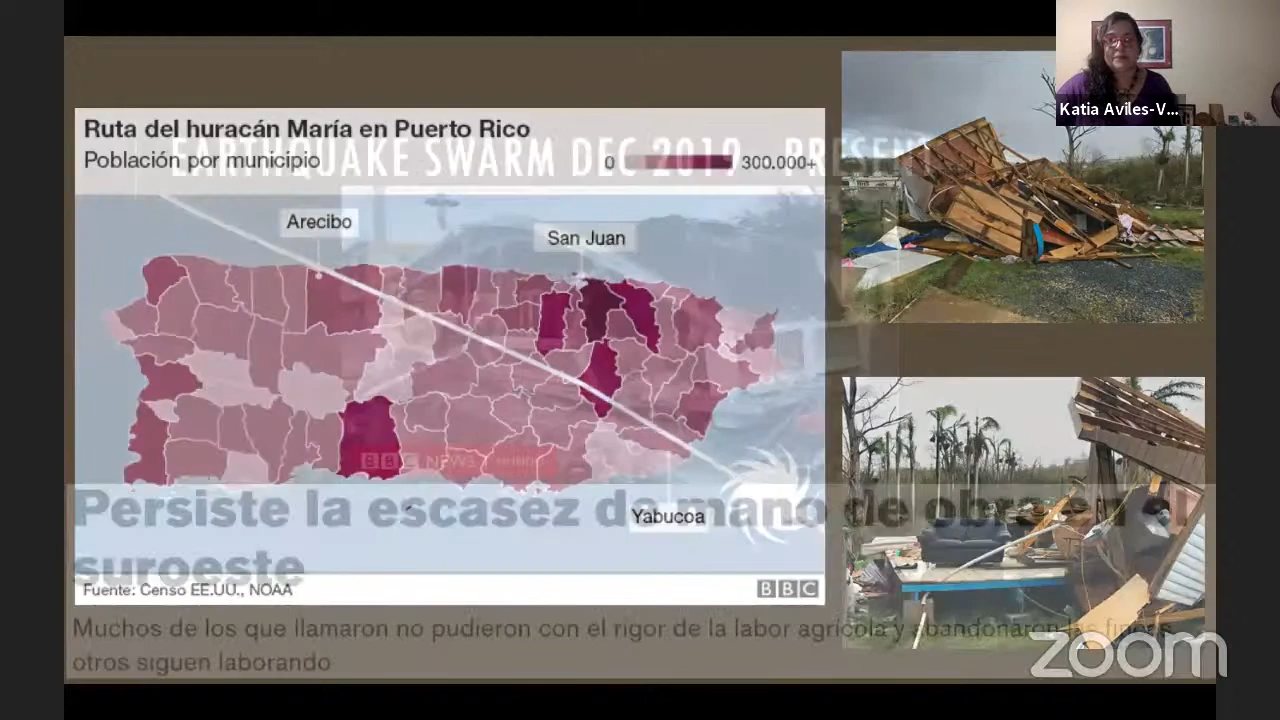 Katia Aviles-V...
Ruta del huracán María en Puerto Rico
EARTHQUAKE SWARM DEC 2019 - PRESENT
Población por municipio
0 300.000+
Arecibo
San Juan
BBC NEWS
Persiste la escasez de mano de obra en el
Yabucoa
suroeste
Fuente: Censo EE.UU., NOAA
BBC
Muchos de los que llamaron no pudieron con el rigor de la labor agrícola y abandonaron las fincas,
otros siguen laborando
zoom